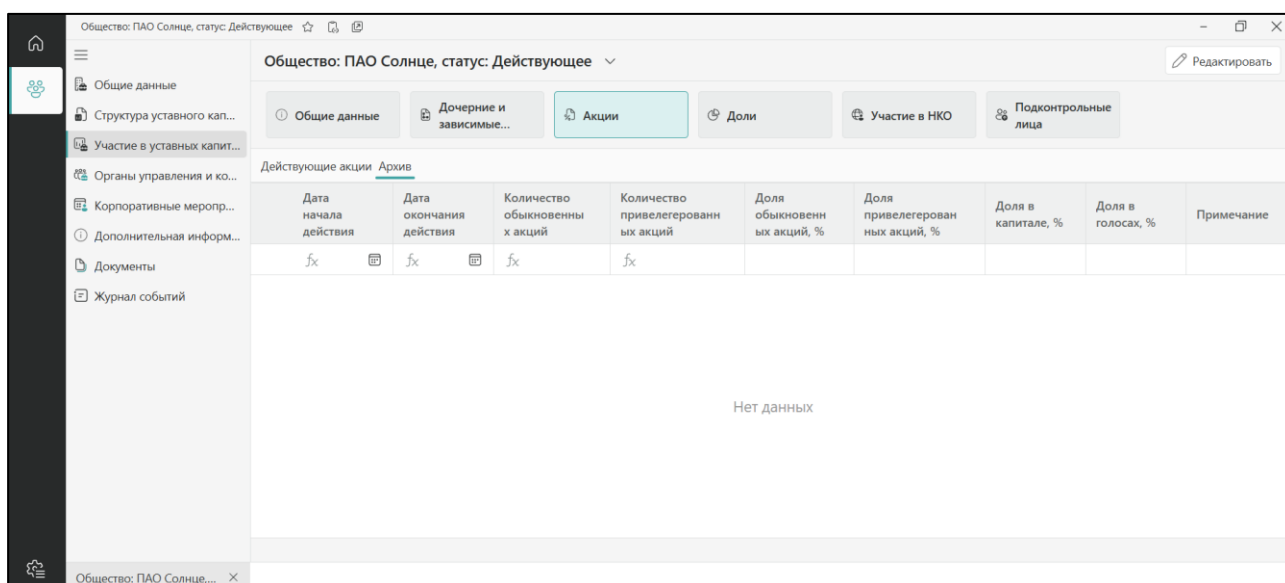 Общество: ПАО Солнце, статус: Действующее
Общие данные
Структура уставного кап...
Участие в уставных капит...
Органы управления и ко...
Корпоративные меропр...
Дополнительная информ...
Документы
Журнал событий
Общество: ПАО Солнце, статус: Действующее
Редактировать
Общие данные
Дочерние и
зависимые...
Акции
Доли
Участие в НКО
Подконтрольные
лица
Действующие акции Архив
Дата
начала
действия
Дата
окончания
действия
Количество
обыкновенны
х акций
Количество
привелегерованн
ых акций
Доля
обыкновенн
ых акций, %
Доля
привелегерован
ных акций, %
Доля в
капитале, %
Доля в
голосах, %
Примечание
fx fx fx fx
Нет данных
Общество: ПАО Солнце,...